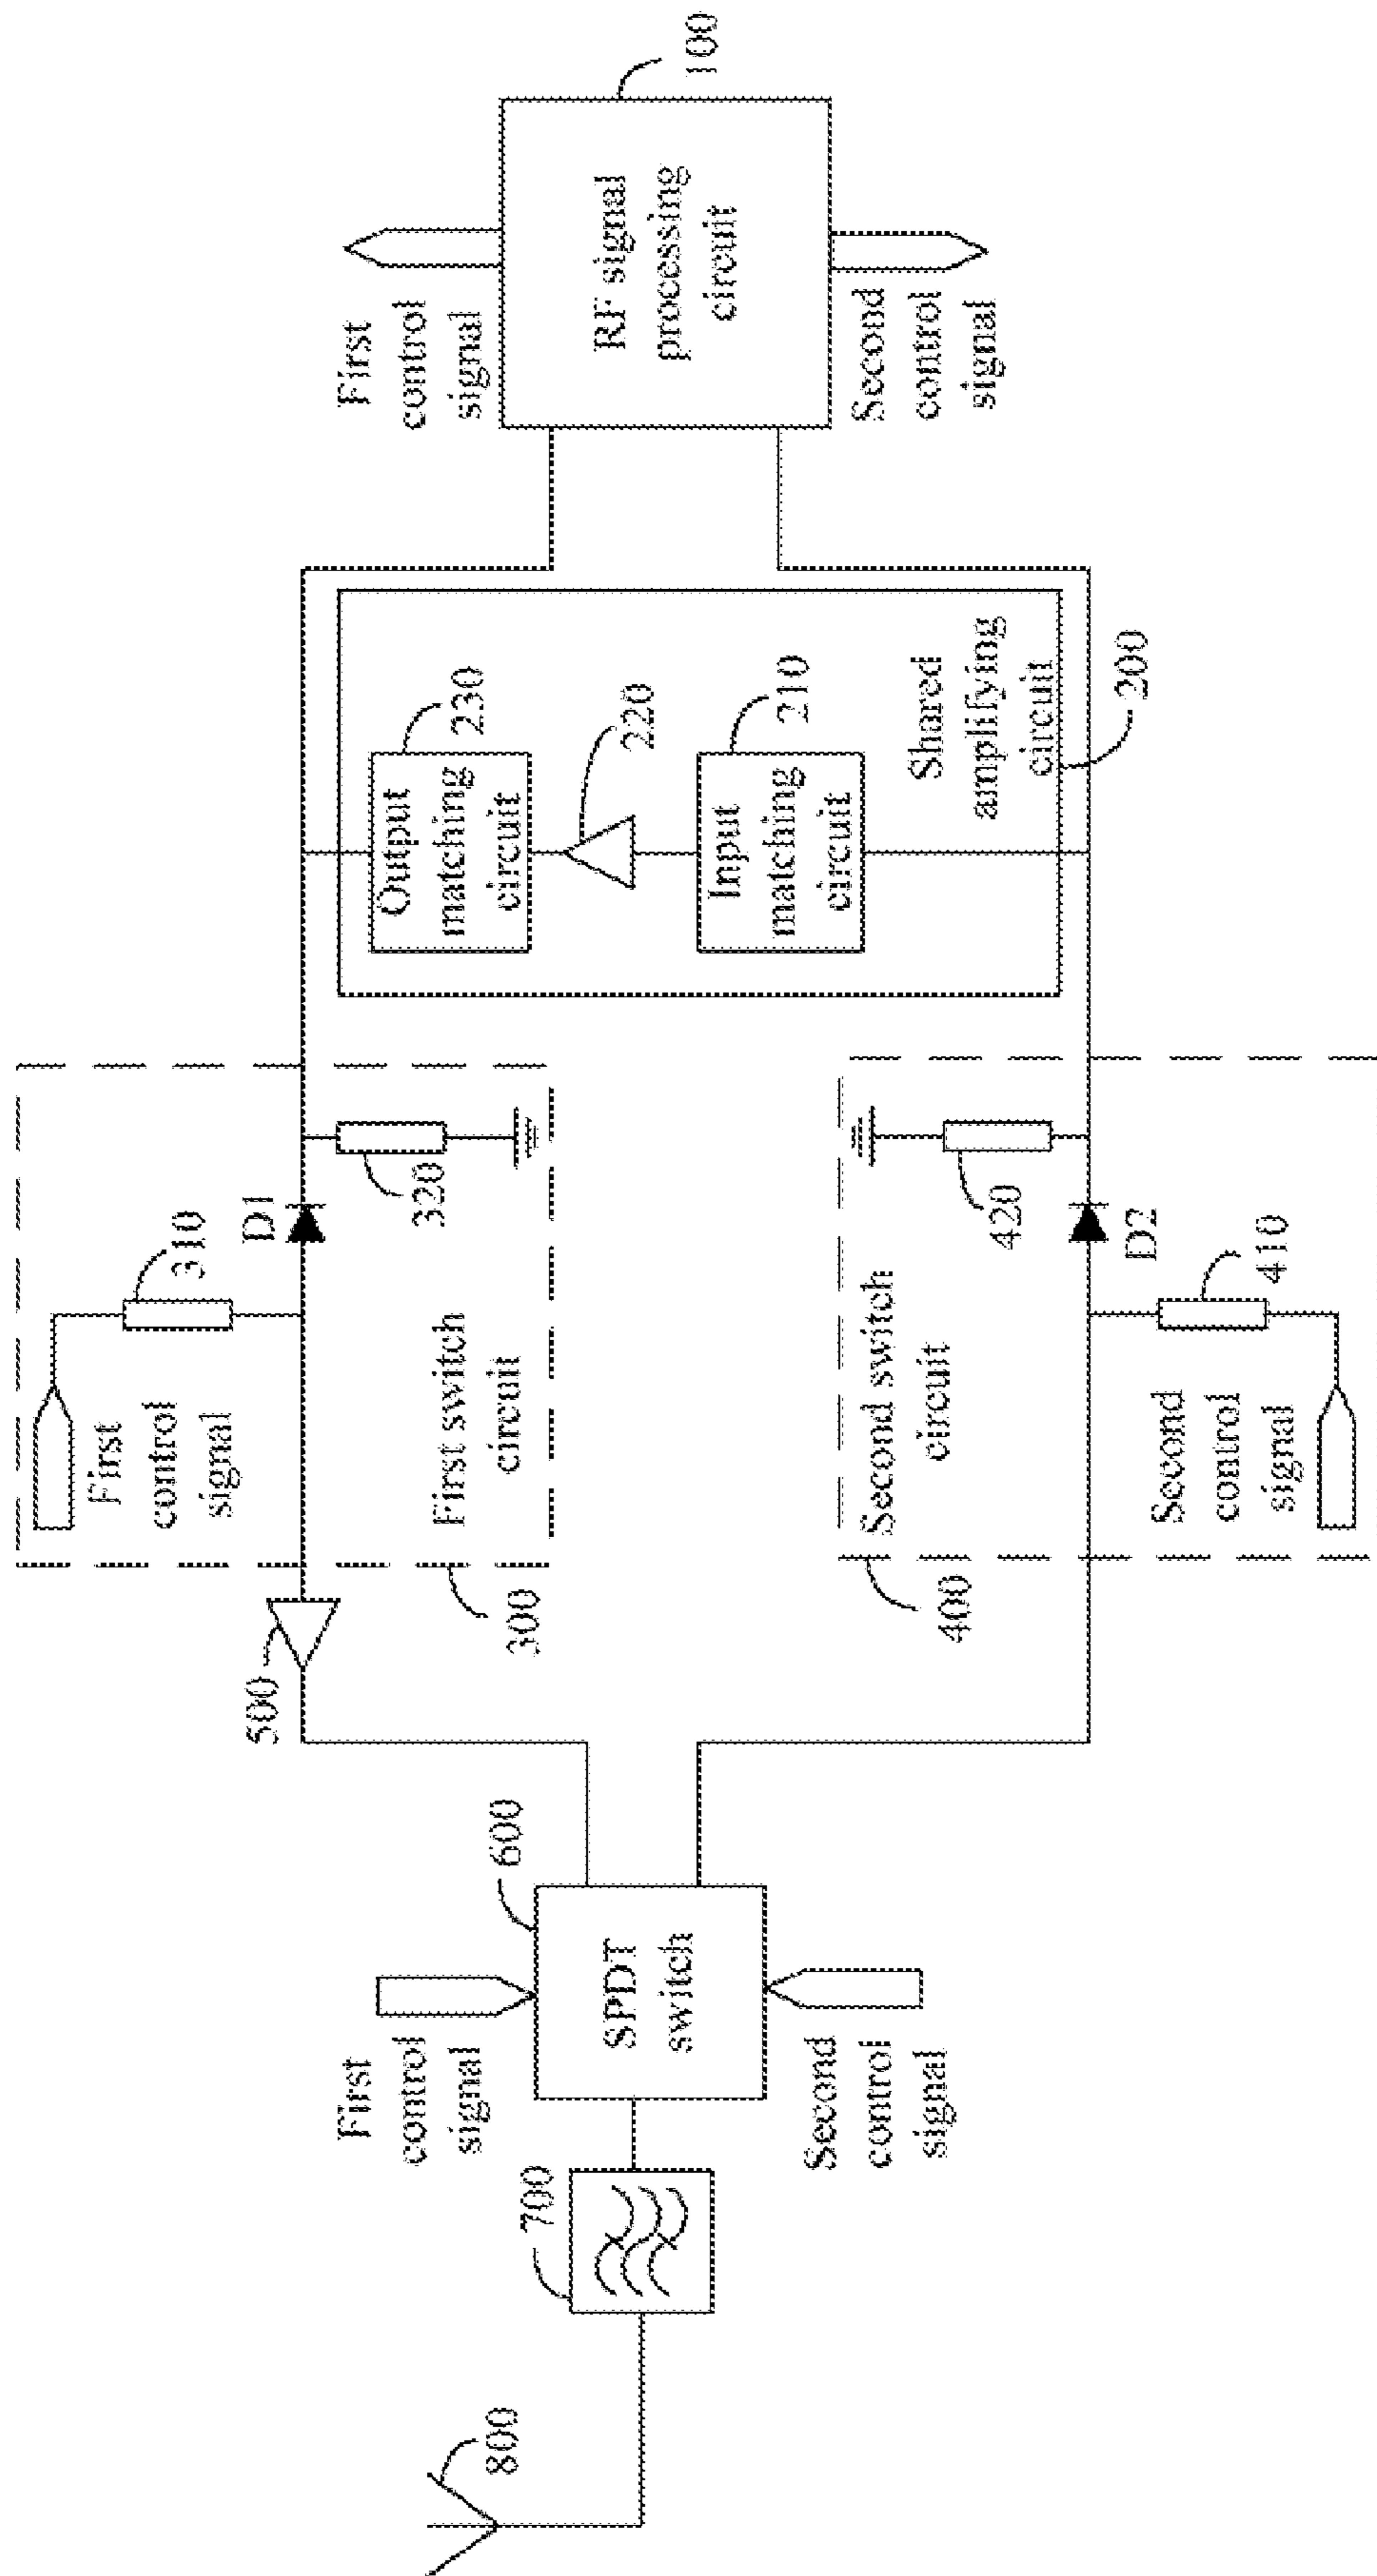 800
700
First
control
signal
600
SPDT
switch
Second
control
signal
500
First
control
signal
310
D1
320
First switch
circuit
300
Second switch
circuit
400
420
D2
410
Second
control
signal
Output
matching
circuit
230
220
Input
matching
circuit
210
Shared
amplifying
circuit
200
First
control
signal
RF signal
processing
circuit
100
Second
control
signal